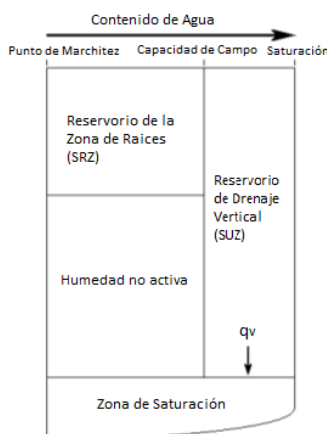 Contenido de Agua
Punto de Marchitez Capacidad de Campo Saturación
Reservorio de la
Zona de Raices
(SRZ)
Reservorio
de Drenaje
Vertical
(SUZ)
Humedad no activa
qv
Zona de Saturación